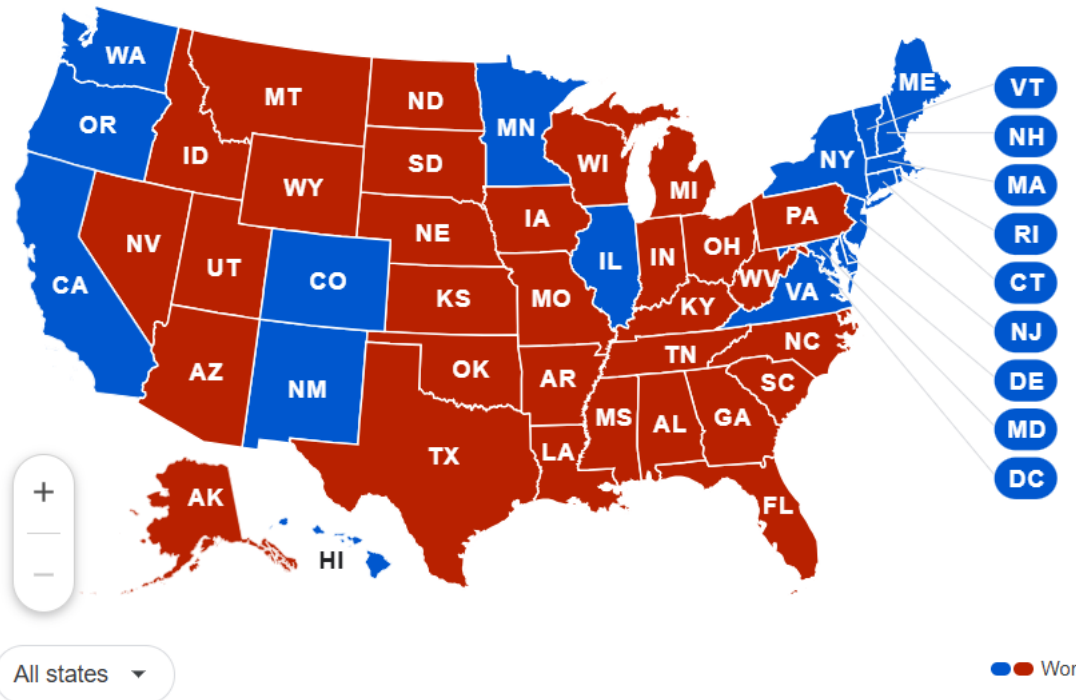 WA
OR
CA
NV
ID
MT
WY
UT
AZ
CO
NM
ND
SD
NE
KS
OK
TX
MN
IA
MO
AR
LA
WI
IL
MI
IN
OH
KY
TN
MS
AL
GA
FL
SC
NC
VA
WV
PA
NY
ME
VT
NH
MA
RI
CT
NJ
DE
MD
DC
AK
HI
+
−
All states
Wor